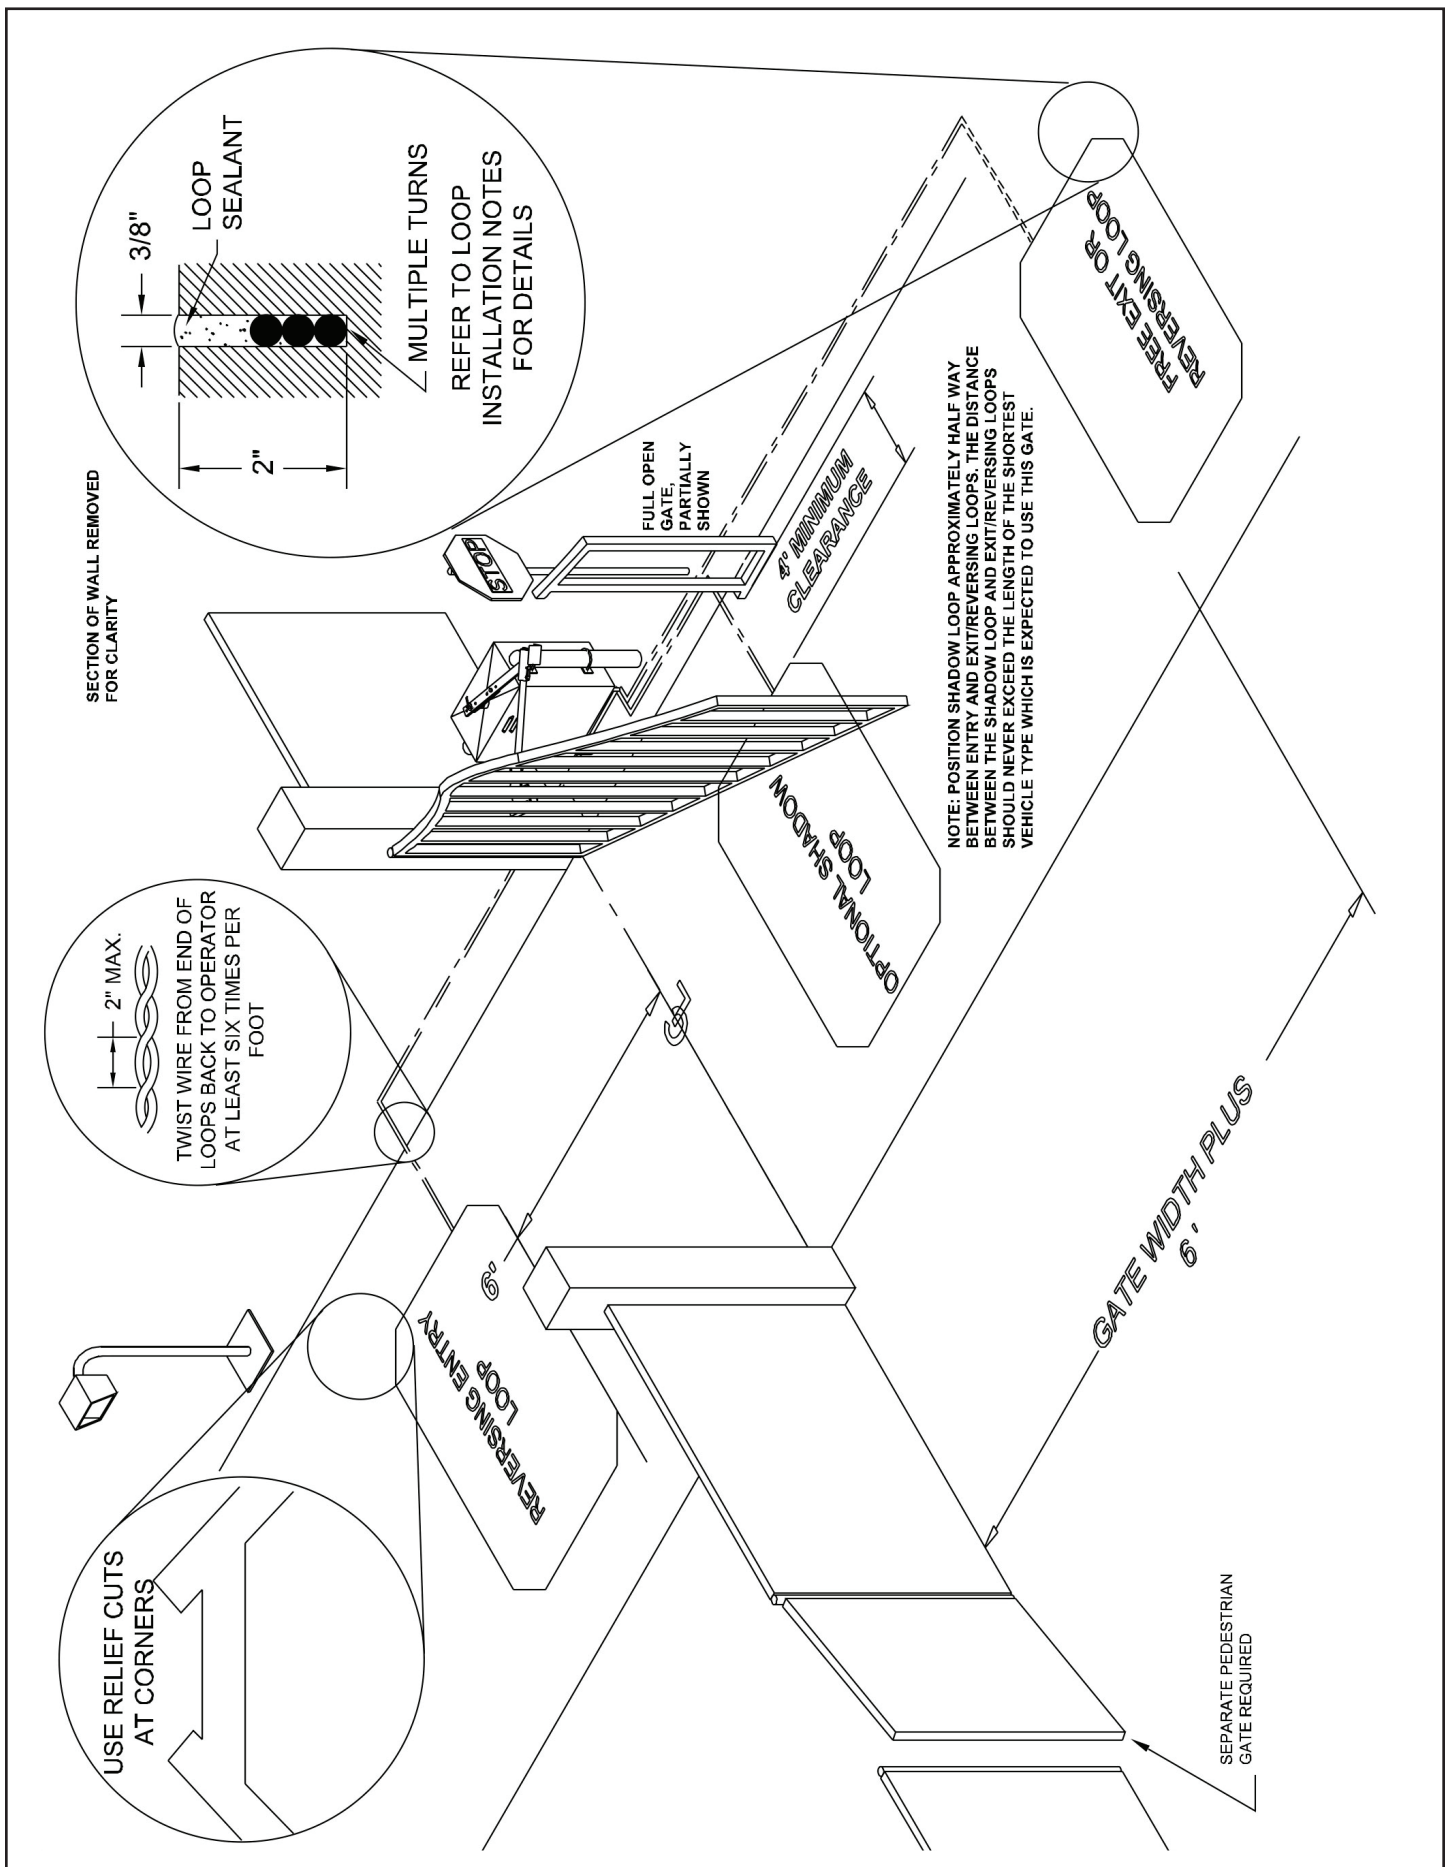 USE RELIEF CUTS
AT CORNERS
2" MAX.
TWIST WIRE FROM END OF
LOOPS BACK TO OPERATOR
AT LEAST SIX TIMES PER
FOOT
SECTION OF WALL REMOVED
FOR CLARITY
3/8"
LOOP
SEALANT
2"
MULTIPLE TURNS
REFER TO LOOP
INSTALLATION NOTES
FOR DETAILS
STOP
FULL OPEN
GATE,
PARTIALLY
SHOWN
REVERSING ENTRY
LOOP
6'
CL
4' MINIMUM
CLEARANCE
OPTIONAL SHADOW
LOOP
NOTE: POSITION SHADOW LOOP APPROXIMATELY HALF WAY
BETWEEN ENTRY AND EXIT/REVERSING LOOPS. THE DISTANCE
BETWEEN THE SHADOW LOOP AND EXIT/REVERSING LOOPS
SHOULD NEVER EXCEED THE LENGTH OF THE SHORTEST
VEHICLE TYPE WHICH IS EXPECTED TO USE THIS GATE.
FREE EXIT OR
REVERSING LOOP
GATE WIDTH PLUS
6'
SEPARATE PEDESTRIAN
GATE REQUIRED